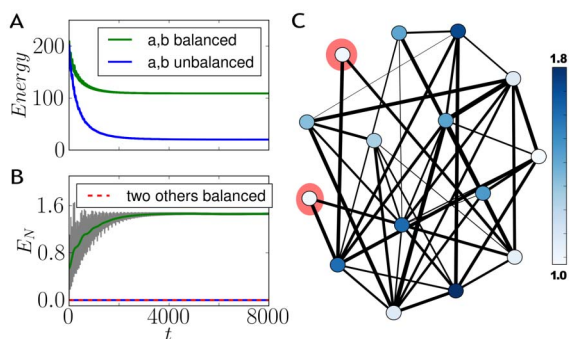 A
200
100
0
Energy
a,b balanced
a,b unbalanced
B
1.6
0.8
0.0
E_N
two others balanced
0 4000 8000
t
C
1.8
1.0